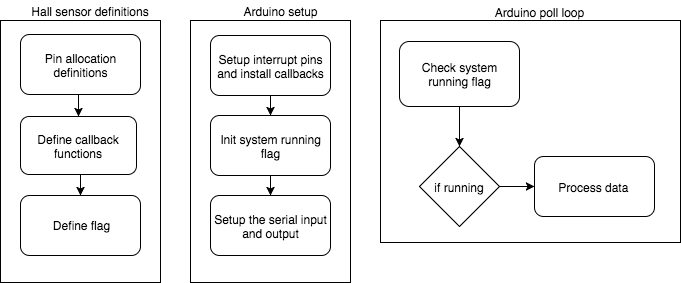 Hall sensor definitions
Pin allocation
definitions
Define callback
functions
Define flag
Arduino setup
Setup interrupt pins
and install callbacks
Init system running
flag
Setup the serial input
and output
Arduino poll loop
Check system
running flag
if running
Process data